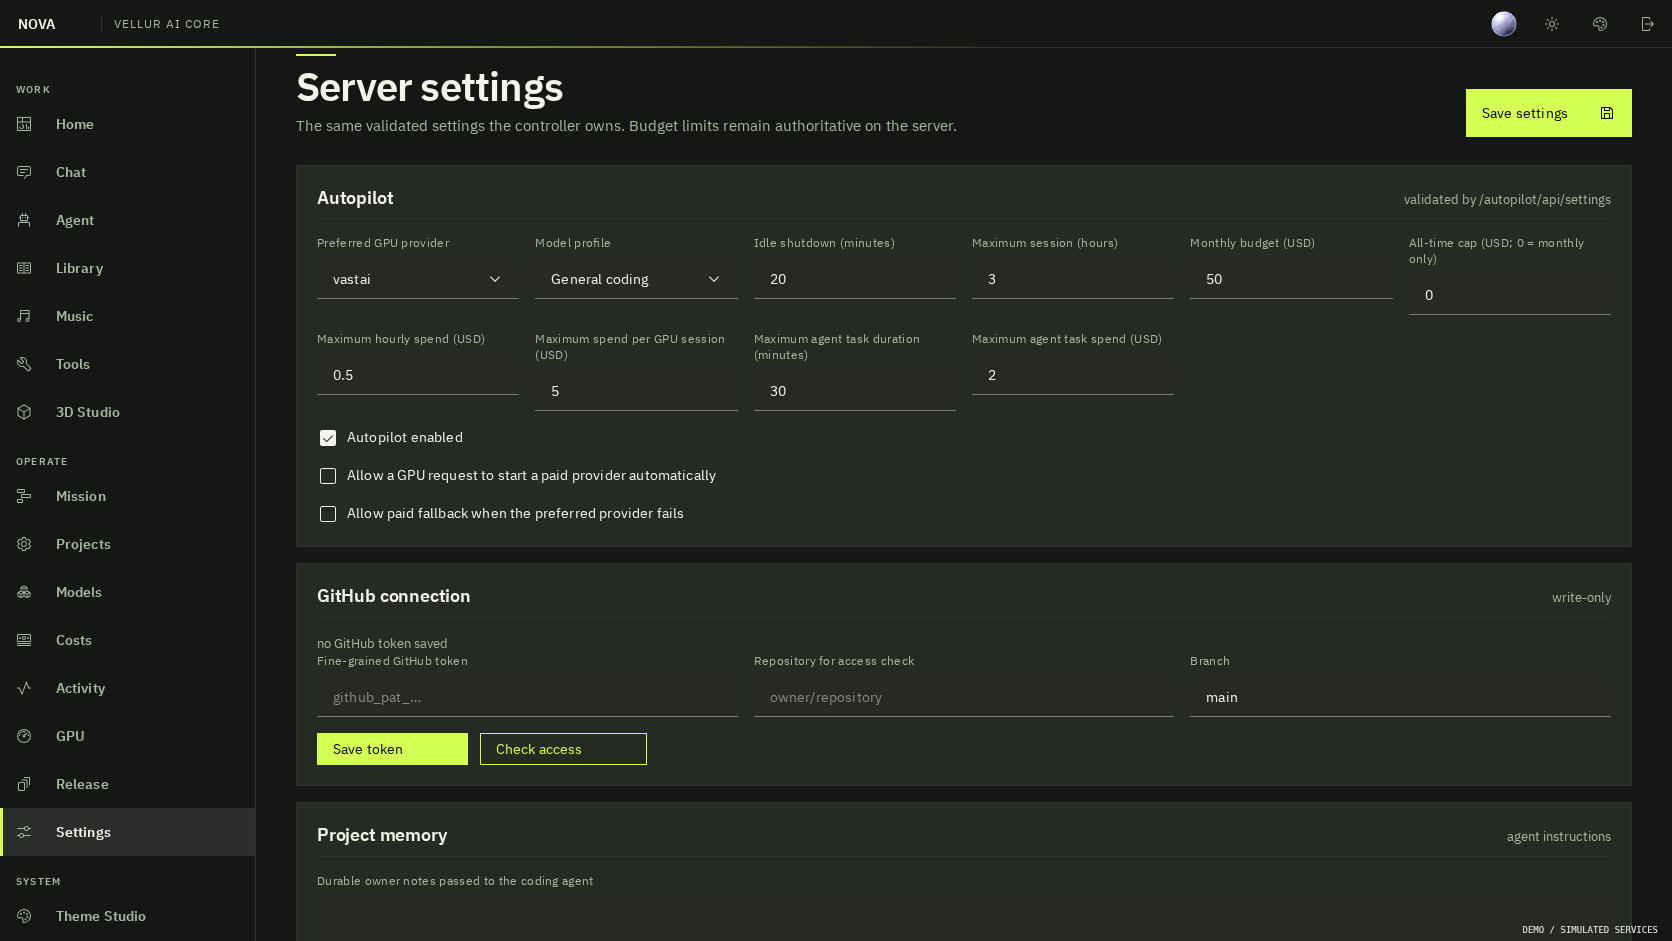 NOVA
VELLUR AI CORE
WORK
Home
Chat
Agent
Library
Music
Tools
3D Studio
OPERATE
Mission
Projects
Models
Costs
Activity
GPU
Release
Settings
SYSTEM
Theme Studio
Server settings
The same validated settings the controller owns. Budget limits remain authoritative on the server.
Save settings
Autopilot
validated by /autopilot/api/settings
Preferred GPU provider
vastai
Model profile
General coding
Idle shutdown (minutes)
20
Maximum session (hours)
3
Monthly budget (USD)
50
All-time cap (USD; 0 = monthly
only)
0
Maximum hourly spend (USD)
0.5
Maximum spend per GPU session
(USD)
5
Maximum agent task duration
(minutes)
30
Maximum agent task spend (USD)
2
Autopilot enabled
Allow a GPU request to start a paid provider automatically
Allow paid fallback when the preferred provider fails
GitHub connection
write-only
no GitHub token saved
Fine-grained GitHub token
github_pat_...
Repository for access check
owner/repository
Branch
main
Save token
Check access
Project memory
agent instructions
Durable owner notes passed to the coding agent
DEMO / SIMULATED SERVICES